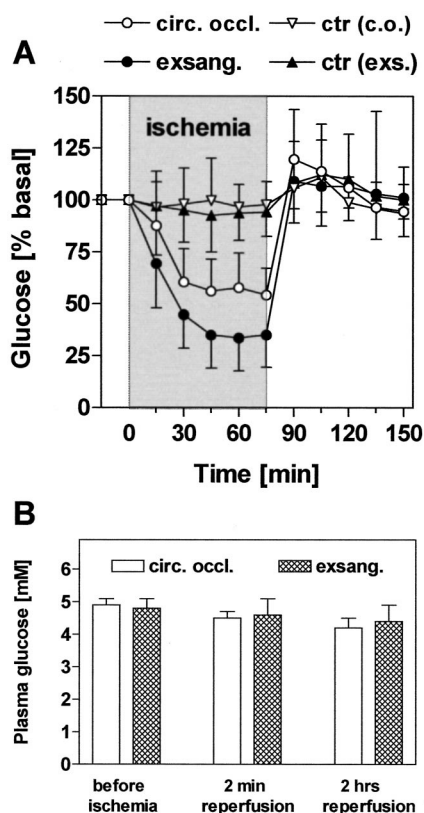 circ. occl. ctr (c.o.)
exsang. ctr (exs.)
A
ischemia
Glucose [% basal]
150
125
100
75
50
25
0
0 30 60 90 120 150
Time [min]
B
circ. occl. exsang.
Plasma glucose [mM]
6
5
4
3
2
1
0
before ischemia
2 min reperfusion
2 hrs reperfusion